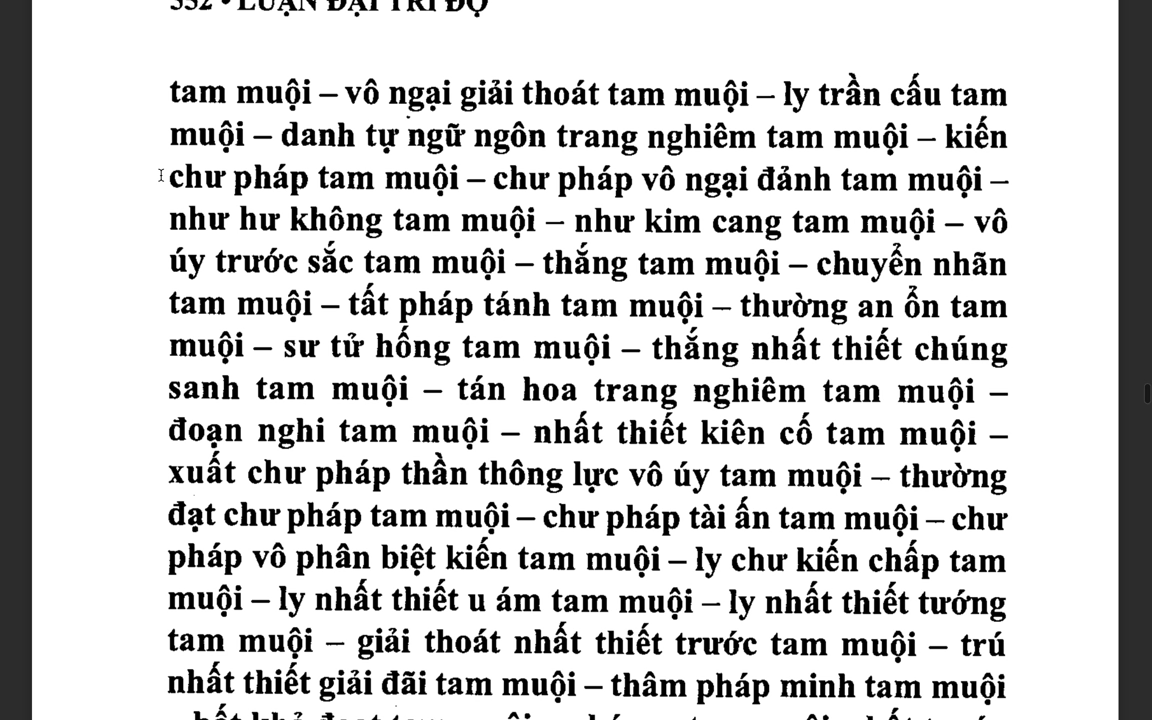 352 • LUẬN ĐẠI TRÍ ĐỘ
tam muội – vô ngại giải thoát tam muội – ly trần cấu tam
muội – danh tự ngữ ngôn trang nghiêm tam muội – kiến
chư pháp tam muội – chư pháp vô ngại đảnh tam muội –
như hư không tam muội – như kim cang tam muội – vô
úy trước sắc tam muội – thắng tam muội – chuyển nhãn
tam muội – tất pháp tánh tam muội – thường an ổn tam
muội – sư tử hống tam muội – thắng nhất thiết chúng
sanh tam muội – tán hoa trang nghiêm tam muội –
đoạn nghi tam muội – nhất thiết kiên cố tam muội –
xuất chư pháp thần thông lực vô úy tam muội – thường
đạt chư pháp tam muội – chư pháp tài ấn tam muội – chư
pháp vô phân biệt kiến tam muội – ly chư kiến chấp tam
muội – ly nhất thiết u ám tam muội – ly nhất thiết tướng
tam muội – giải thoát nhất thiết trước tam muội – trú
nhất thiết giải đãi tam muội – thâm pháp minh tam muội